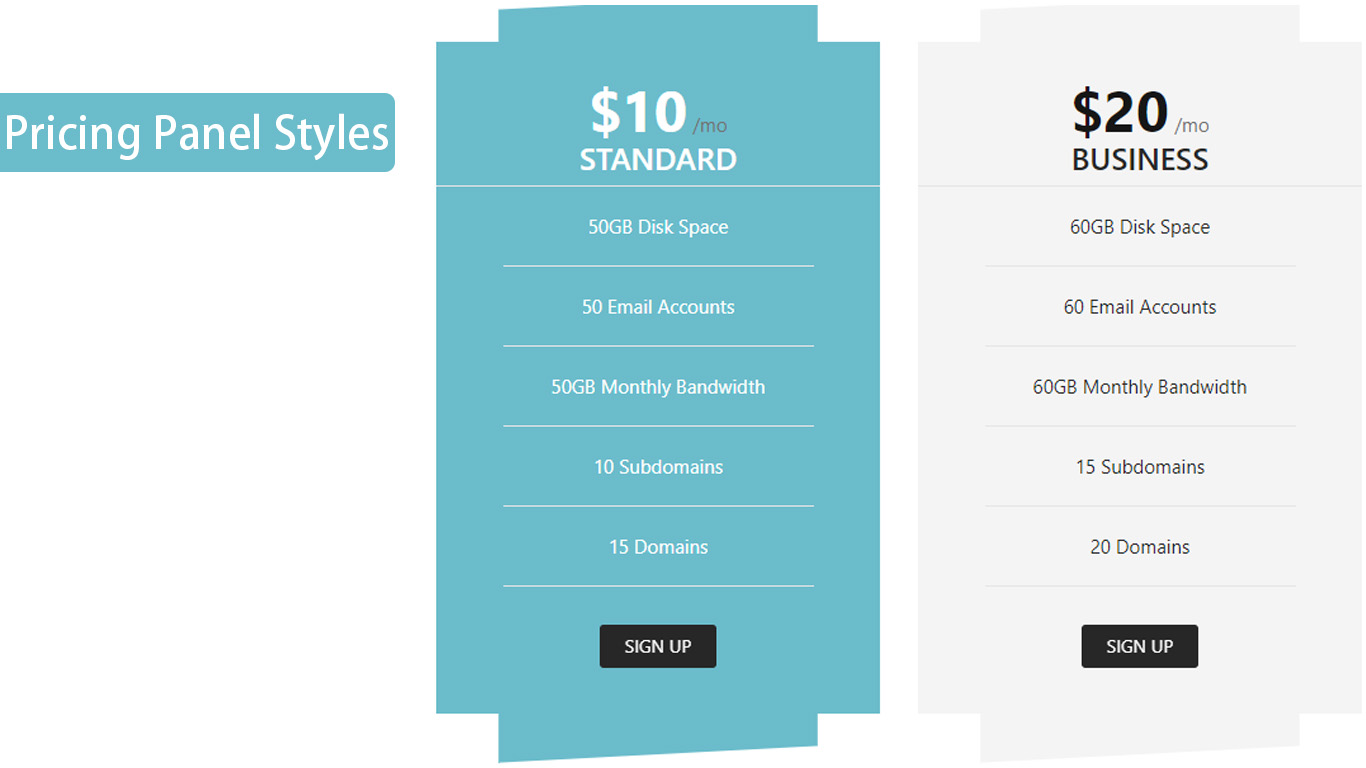 Pricing Panel Styles
$10 /mo
STANDARD
50GB Disk Space
50 Email Accounts
50GB Monthly Bandwidth
10 Subdomains
15 Domains
SIGN UP
$20 /mo
BUSINESS
60GB Disk Space
60 Email Accounts
60GB Monthly Bandwidth
15 Subdomains
20 Domains
SIGN UP